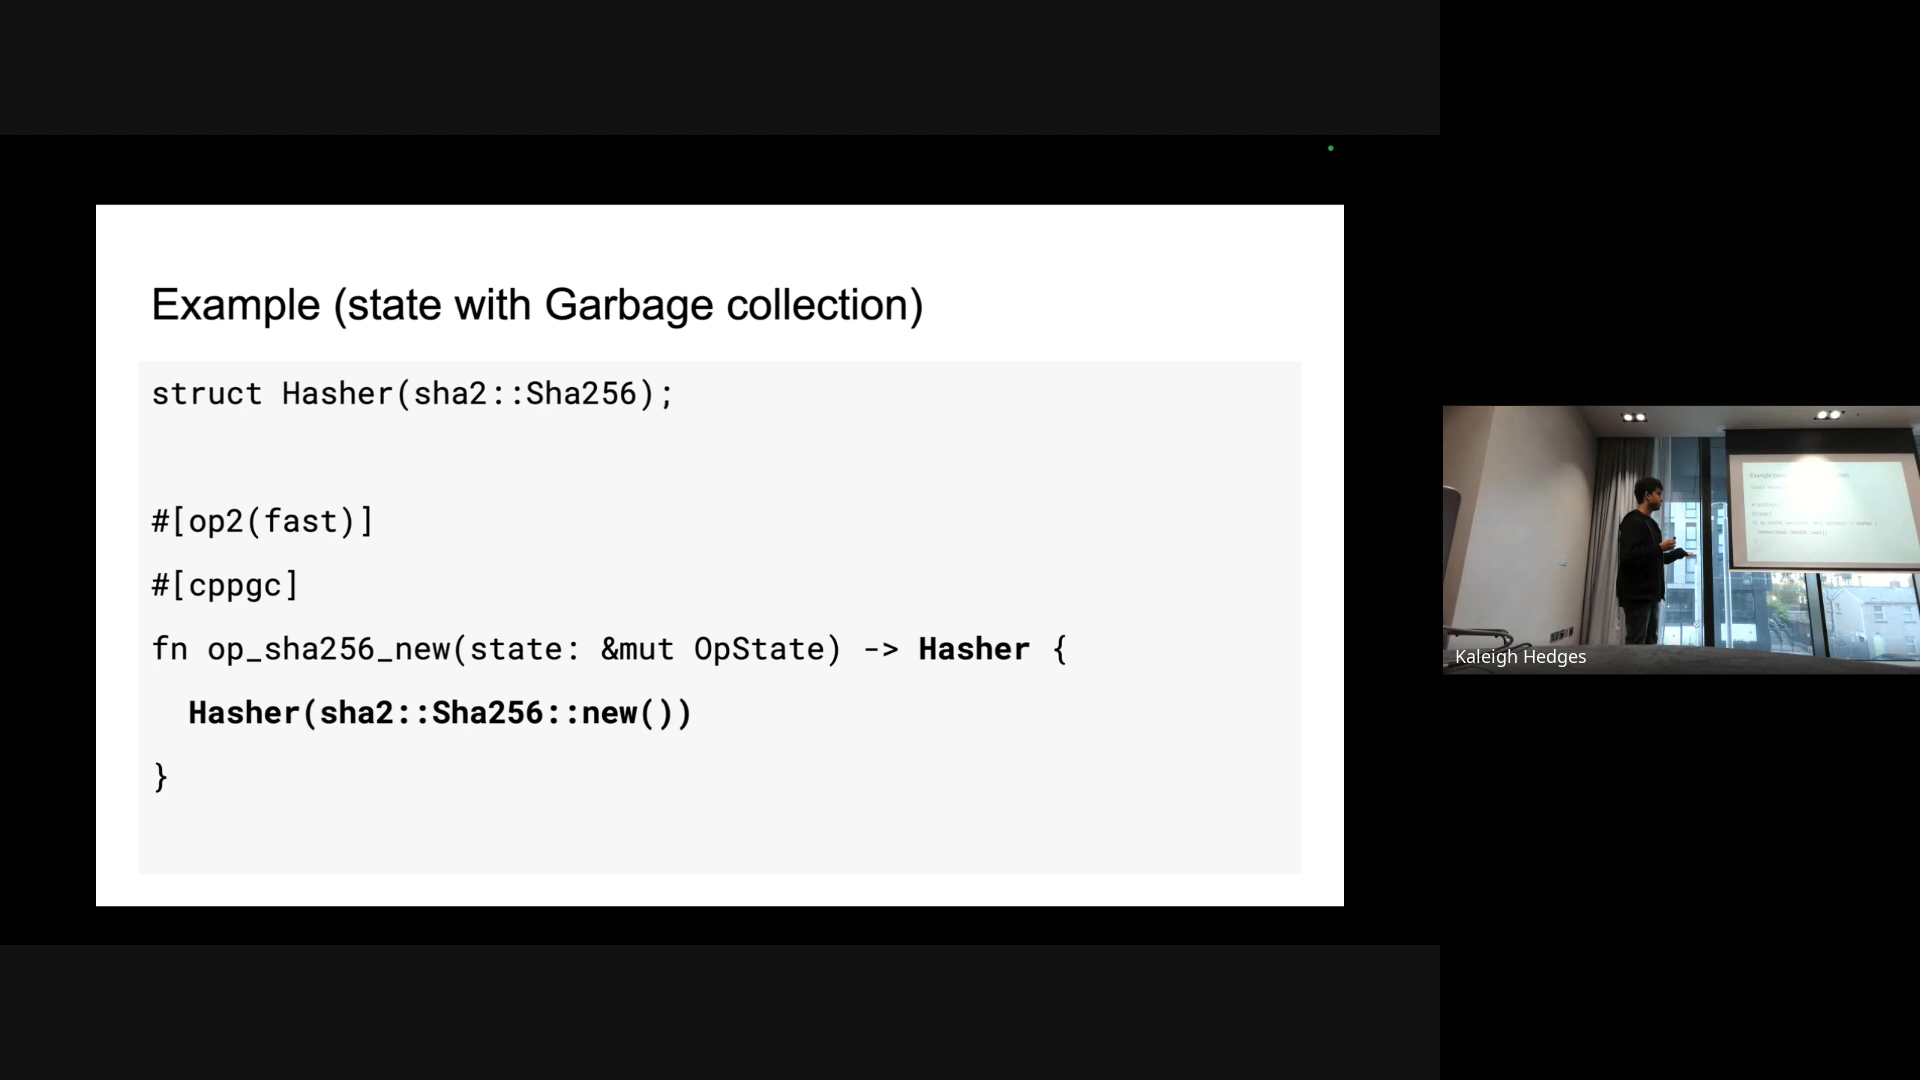 Example (state with Garbage collection)
struct Hasher(sha2::Sha256);
#[op2(fast)]
#[cppgc]
fn op_sha256_new(state: &mut OpState) -> Hasher {
Hasher(sha2::Sha256::new())
}
Kaleigh Hedges